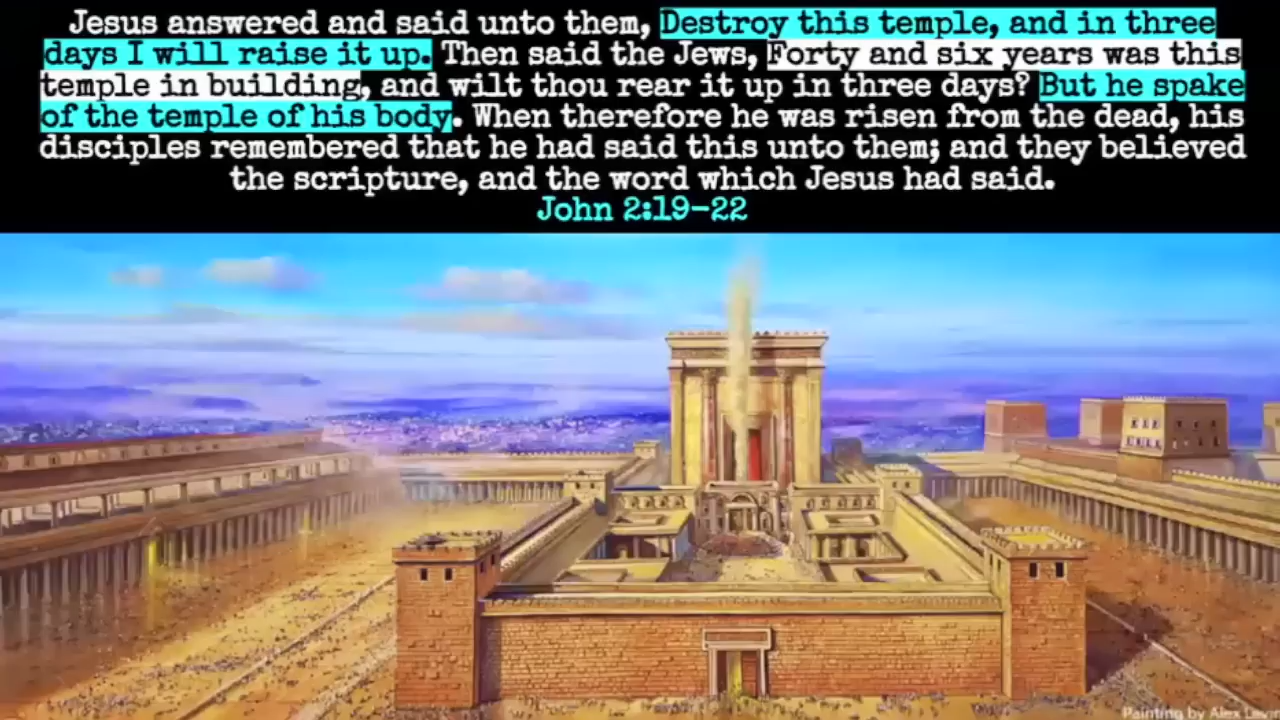 Jesus answered and said unto them, Destroy this temple, and in three
days I will raise it up. Then said the Jews, Forty and six years was this
temple in building, and wilt thou rear it up in three days? But he spake
of the temple of his body. When therefore he was risen from the dead, his
disciples remembered that he had said this unto them; and they believed
the scripture, and the word which Jesus had said.
John 2:19-22
Painting by Alex